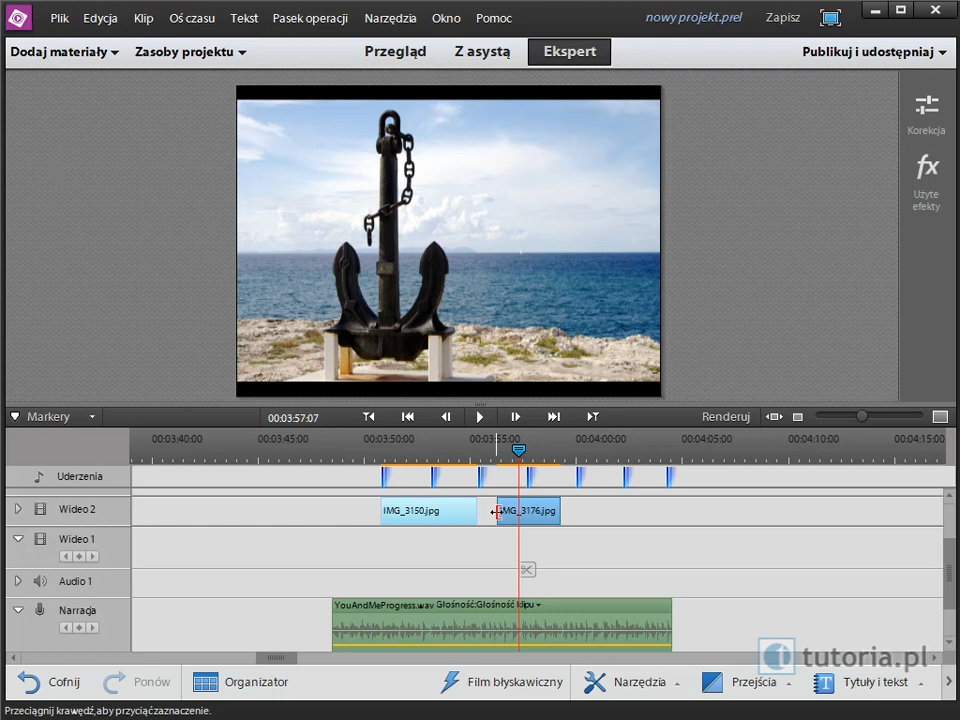 Plik Edycja Klip Oś czasu Tekst Pasek operacji Narzędzia Okno Pomoc nowy projekt.prel Zapisz
Dodaj materiały Zasoby projektu Przegląd Z asystą Ekspert Publikuj i udostępniaj
Korekcja
fx
Użyte
efekty
Markery 00:03:57:07 Renderuj
00:03:40:00 00:03:45:00 00:03:50:00 00:03:55:00 00:04:00:00 00:04:05:00 00:04:10:00 00:04:15:00
Uderzenia
Wideo 2 IMG_3150.jpg IMG_3176.jpg
Wideo 1
Audio 1
Narracja YouAndMeProgress.wav Głośność:Głośność klipu
tutoria.pl
Cofnij Ponów Organizator Film błyskawiczny Narzędzia Przejścia Tytuły i tekst
Przeciągnij krawędź,aby przyciąć zaznaczenie.